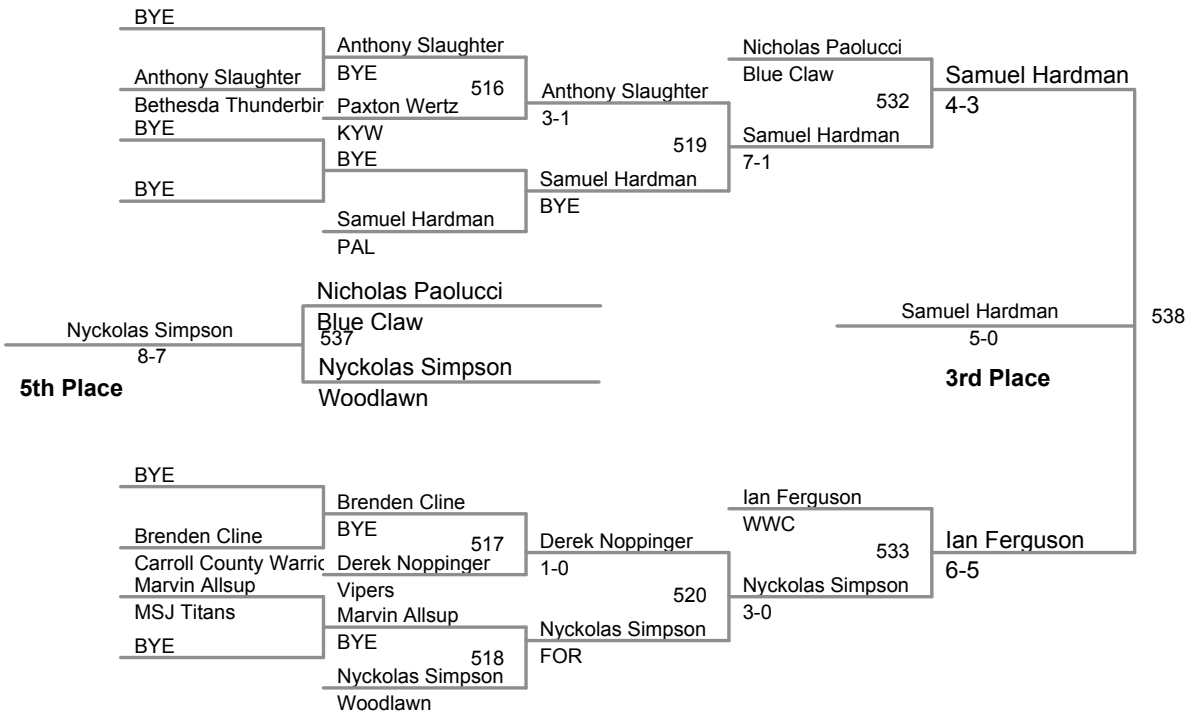 BYE
Anthony Slaughter
Bethesda Thunderbir
BYE
BYE
Anthony Slaughter
BYE
516
Paxton Wertz
KYW
BYE
Samuel Hardman
PAL
Anthony Slaughter
3-1
519
Samuel Hardman
BYE
Nicholas Paolucci
Blue Claw
532
Samuel Hardman
7-1
Samuel Hardman
4-3
Nyckolas Simpson
8-7
5th Place
Nicholas Paolucci
Blue Claw
537
Nyckolas Simpson
Woodlawn
Samuel Hardman
5-0
3rd Place
538
BYE
Brenden Cline
Carroll County Warric
Marvin Allsup
MSJ Titans
BYE
Brenden Cline
BYE
517
Derek Noppinger
Vipers
Marvin Allsup
BYE
518
Nyckolas Simpson
Woodlawn
Derek Noppinger
1-0
520
Nyckolas Simpson
FOR
Ian Ferguson
WWC
533
Nyckolas Simpson
3-0
Ian Ferguson
6-5